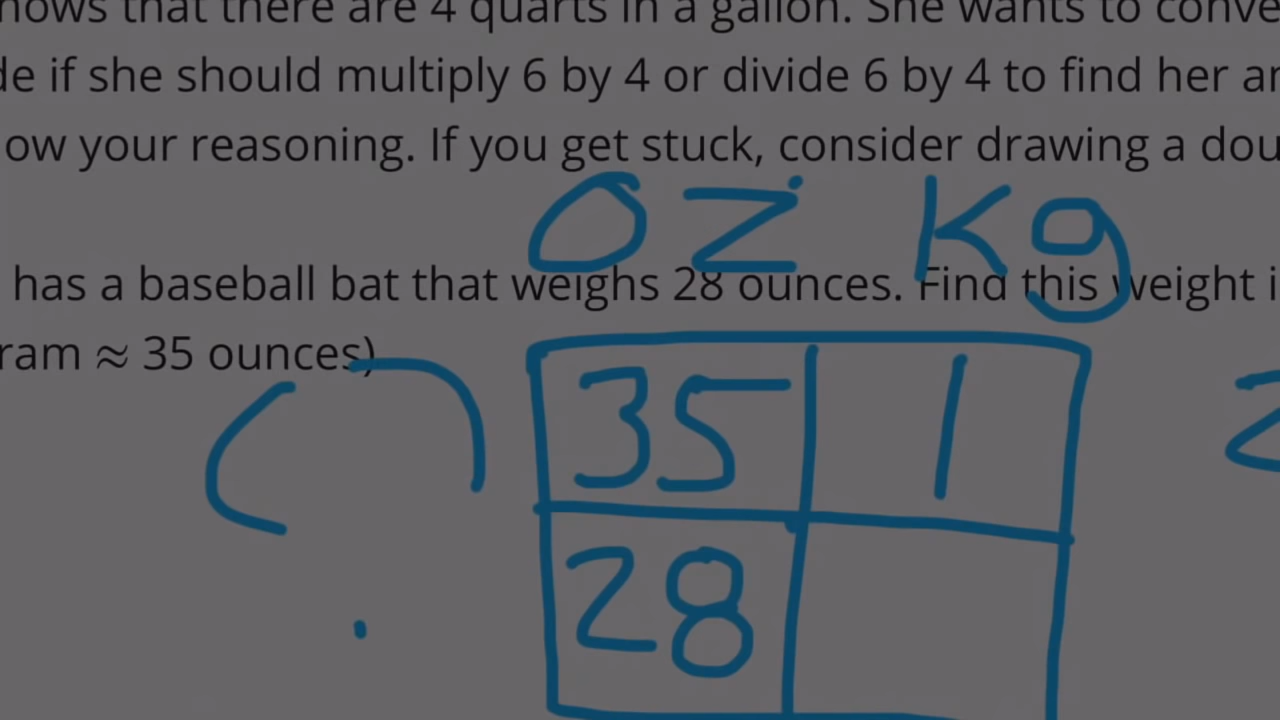 nows that there are 4 quarts in a gallon. She wants to conve
de if she should multiply 6 by 4 or divide 6 by 4 to find her an
ow your reasoning. If you get stuck, consider drawing a dou
oz kg
has a baseball bat that weighs 28 ounces. Find this weight i
ram ≈ 35 ounces)
35 1
28